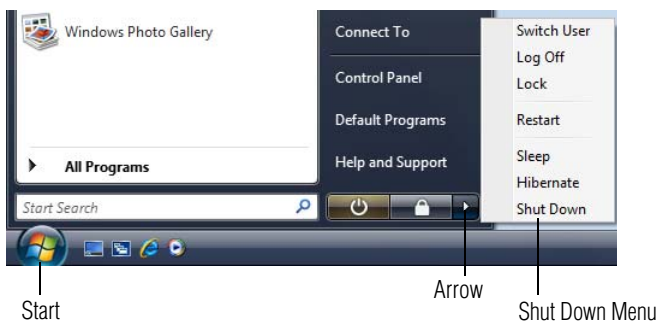 Windows Photo Gallery
All Programs
Start Search
Connect To
Control Panel
Default Programs
Help and Support
Switch User
Log Off
Lock
Restart
Sleep
Hibernate
Shut Down
Start
Arrow
Shut Down Menu